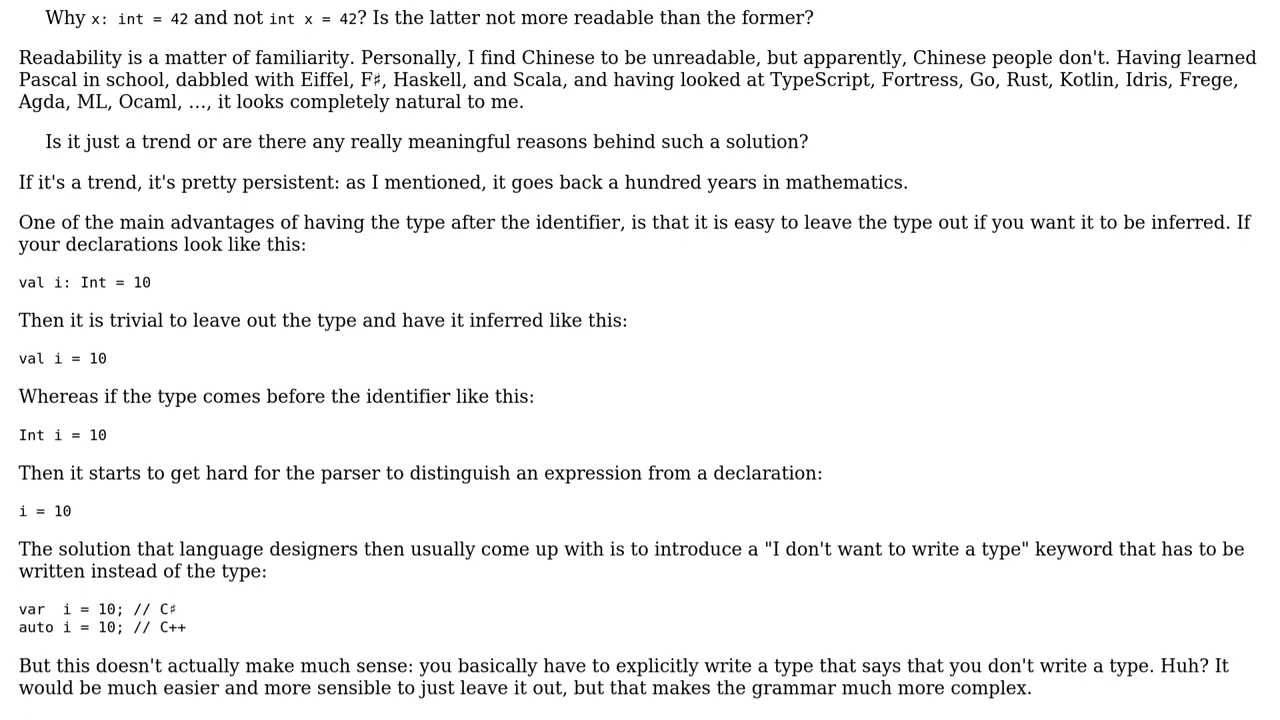 Why x: int = 42 and not int x = 42? Is the latter not more readable than the former?
Readability is a matter of familiarity. Personally, I find Chinese to be unreadable, but apparently, Chinese people don't. Having learned
Pascal in school, dabbled with Eiffel, F♯, Haskell, and Scala, and having looked at TypeScript, Fortress, Go, Rust, Kotlin, Idris, Frege,
Agda, ML, Ocaml, …, it looks completely natural to me.
Is it just a trend or are there any really meaningful reasons behind such a solution?
If it's a trend, it's pretty persistent: as I mentioned, it goes back a hundred years in mathematics.
One of the main advantages of having the type after the identifier, is that it is easy to leave the type out if you want it to be inferred. If
your declarations look like this:
val i: Int = 10
Then it is trivial to leave out the type and have it inferred like this:
val i = 10
Whereas if the type comes before the identifier like this:
Int i = 10
Then it starts to get hard for the parser to distinguish an expression from a declaration:
i = 10
The solution that language designers then usually come up with is to introduce a "I don't want to write a type" keyword that has to be
written instead of the type:
var  i = 10; // C♯
auto i = 10; // C++
But this doesn't actually make much sense: you basically have to explicitly write a type that says that you don't write a type. Huh? It
would be much easier and more sensible to just leave it out, but that makes the grammar much more complex.